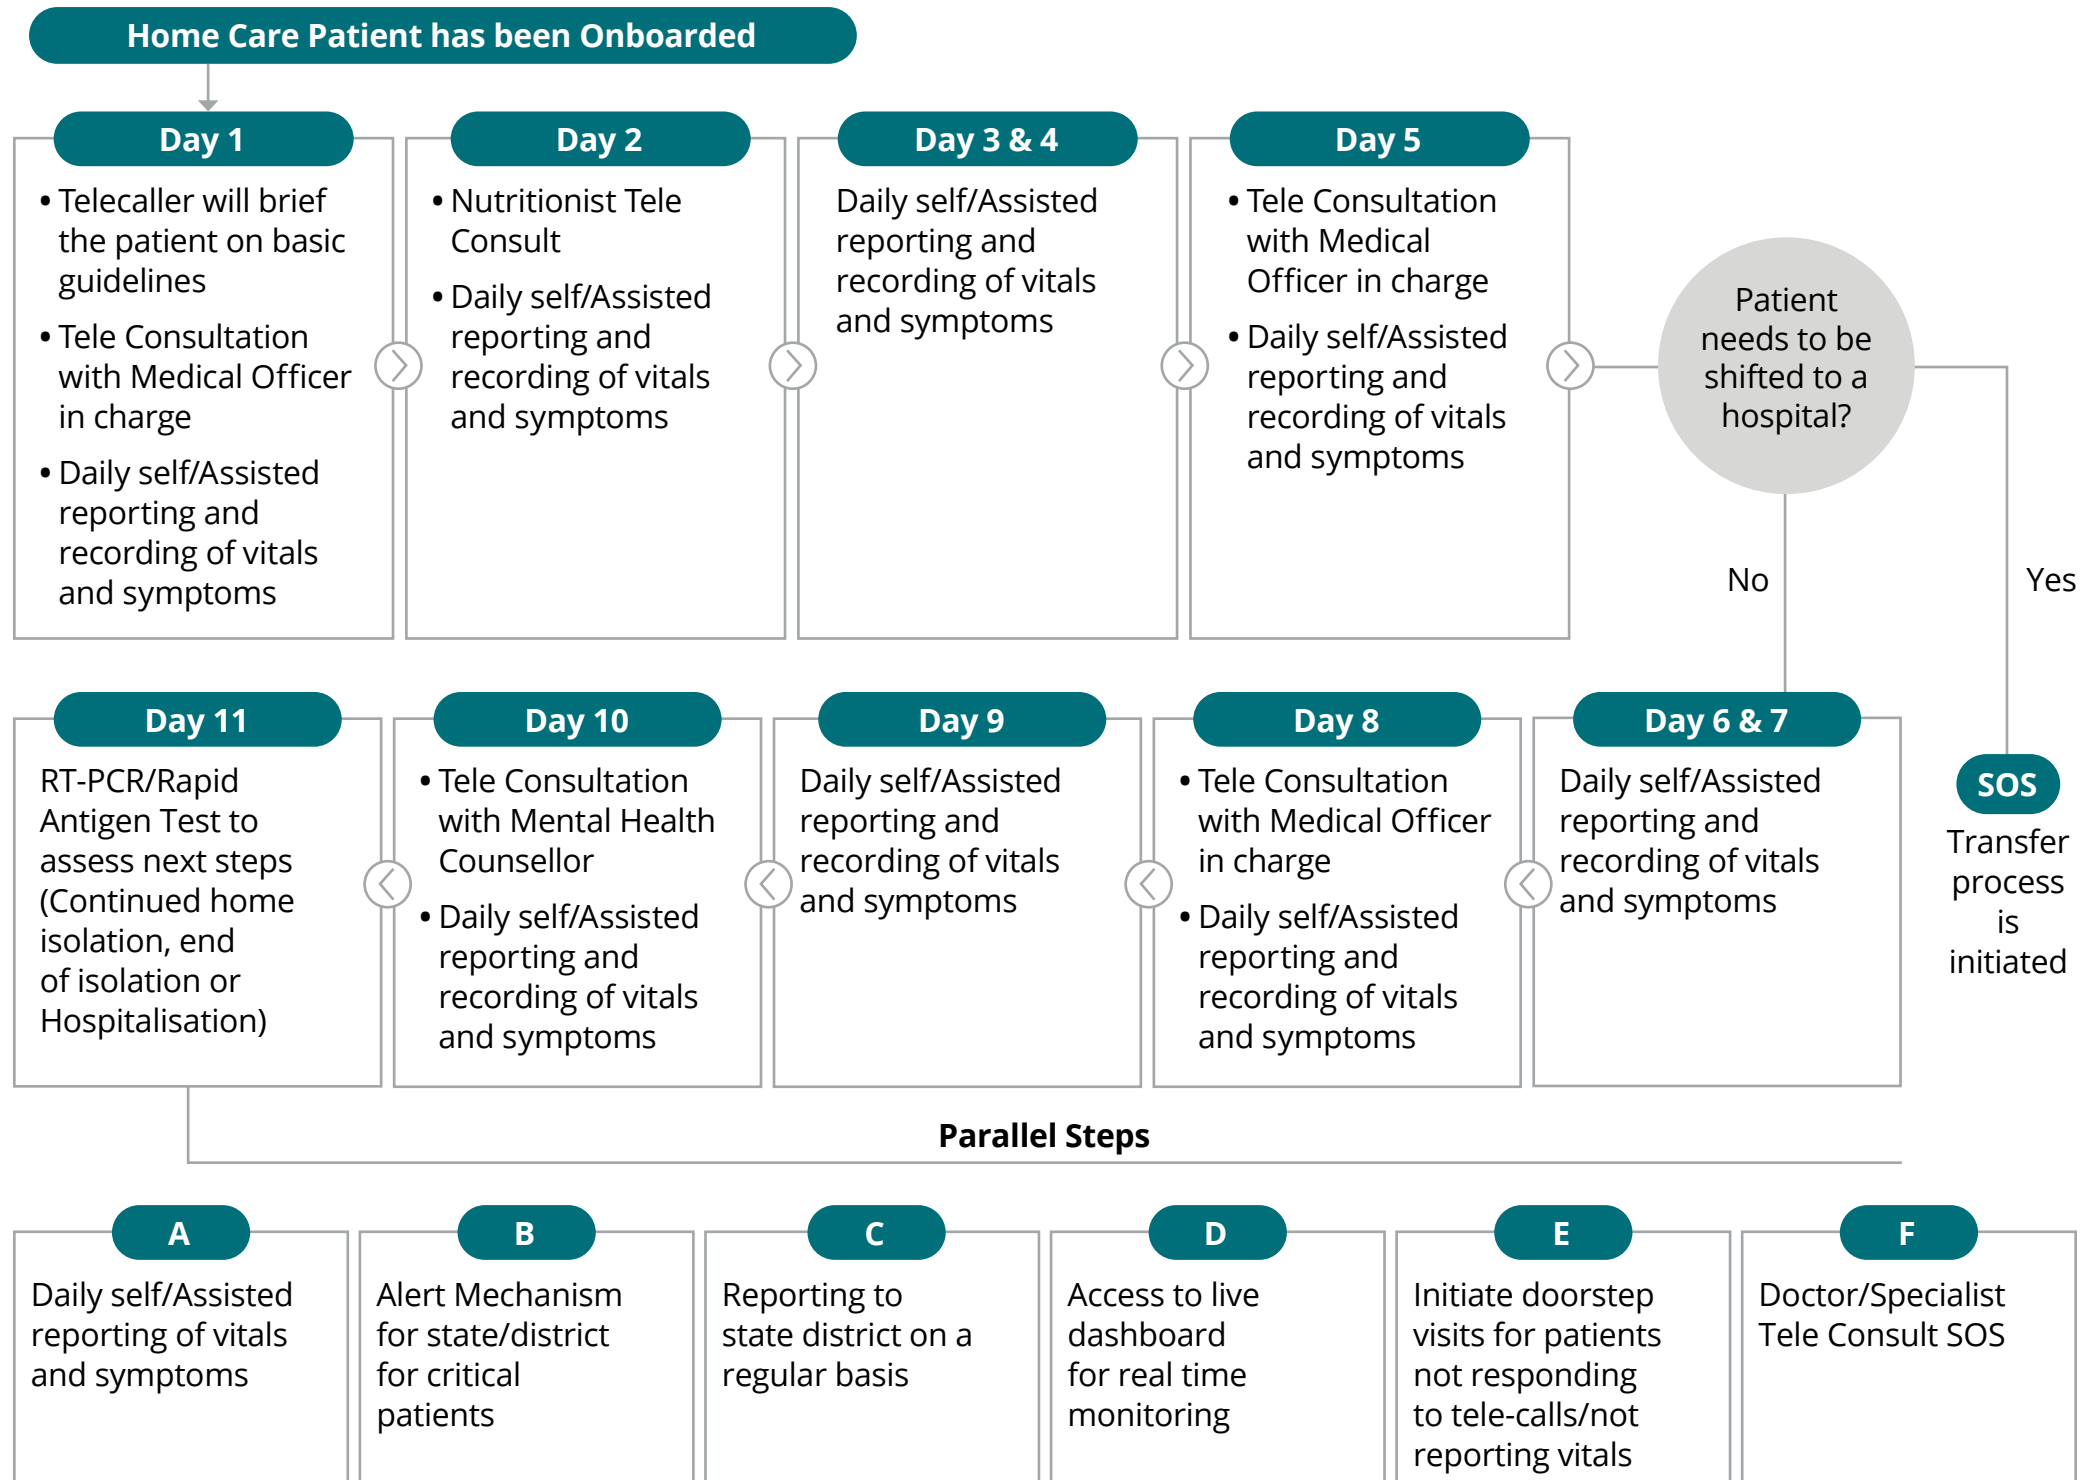 Home Care Patient has been Onboarded
Day 1
• Telecaller will brief
the patient on basic
guidelines
• Tele Consultation
with Medical Officer
in charge
• Daily self/Assisted
reporting and
recording of vitals
and symptoms
Day 2
• Nutritionist Tele
Consult
• Daily self/Assisted
reporting and
recording of vitals
and symptoms
Day 3 & 4
Daily self/Assisted
reporting and
recording of vitals
and symptoms
Day 5
• Tele Consultation
with Medical
Officer in charge
• Daily self/Assisted
reporting and
recording of vitals
and symptoms
Patient
needs to be
shifted to a
hospital?
No
Yes
SOS
Transfer
process
is
initiated
Day 6 & 7
Daily self/Assisted
reporting and
recording of vitals
and symptoms
Day 8
• Tele Consultation
with Medical Officer
in charge
• Daily self/Assisted
reporting and
recording of vitals
and symptoms
Day 9
Daily self/Assisted
reporting and
recording of vitals
and symptoms
Day 10
• Tele Consultation
with Mental Health
Counsellor
• Daily self/Assisted
reporting and
recording of vitals
and symptoms
Day 11
RT-PCR/Rapid
Antigen Test to
assess next steps
(Continued home
isolation, end
of isolation or
Hospitalisation)
Parallel Steps
A
Daily self/Assisted
reporting of vitals
and symptoms
B
Alert Mechanism
for state/district
for critical
patients
C
Reporting to
state district on a
regular basis
D
Access to live
dashboard
for real time
monitoring
E
Initiate doorstep
visits for patients
not responding
to tele-calls/not
reporting vitals
F
Doctor/Specialist
Tele Consult SOS